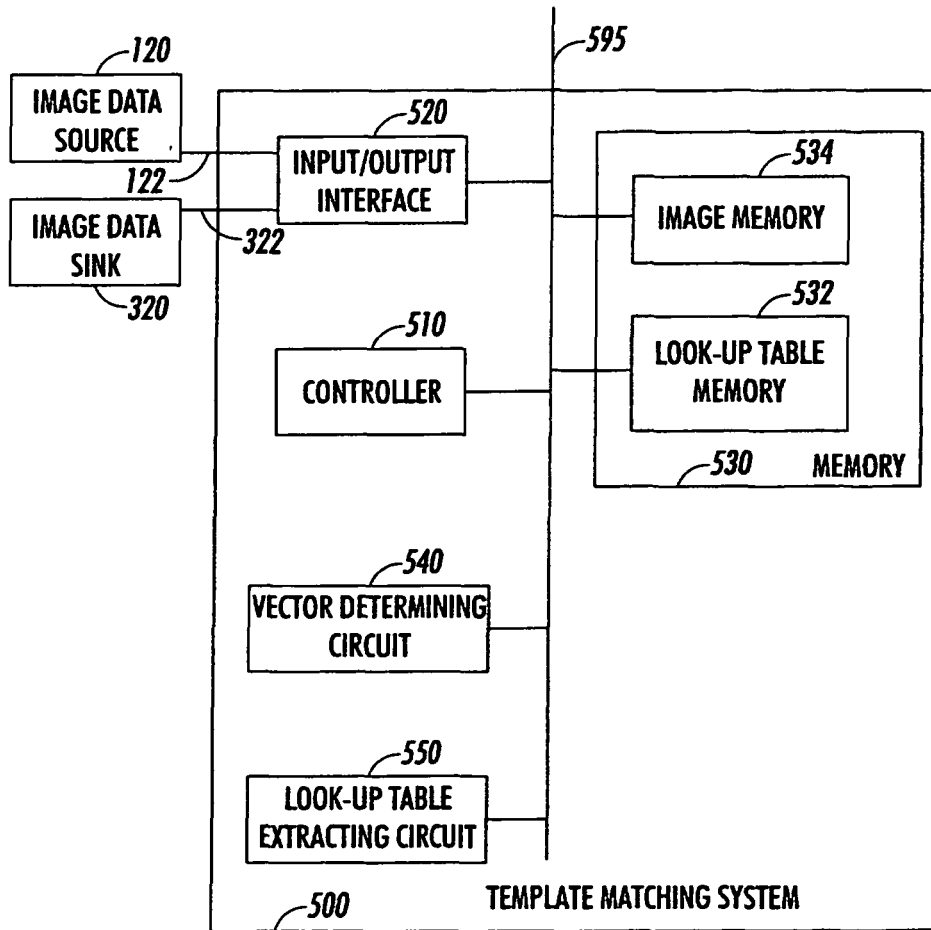 595
120
IMAGE DATA
SOURCE
122
520
INPUT/OUTPUT
INTERFACE
534
IMAGE MEMORY
IMAGE DATA
SINK
320
322
532
LOOK-UP TABLE
MEMORY
510
CONTROLLER
530
MEMORY
540
VECTOR DETERMINING
CIRCUIT
550
LOOK-UP TABLE
EXTRACTING CIRCUIT
TEMPLATE MATCHING SYSTEM
500